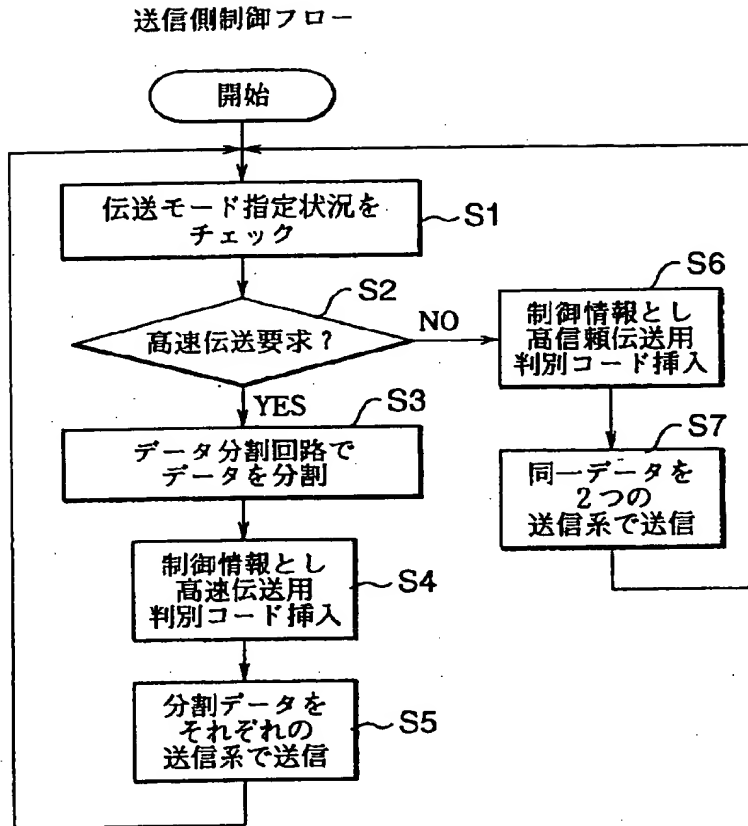 送信側制御フロー
開始
伝送モード指定状況を
チェック
S1
S2
高速伝送要求?
NO
YES
S3
データ分割回路で
データを分割
制御情報とし
高速伝送用
判別コード挿入
S4
分割データを
それぞれの
送信系で送信
S5
S6
制御情報とし
高信頼伝送用
判別コード挿入
S7
同一データを
2つの
送信系で送信